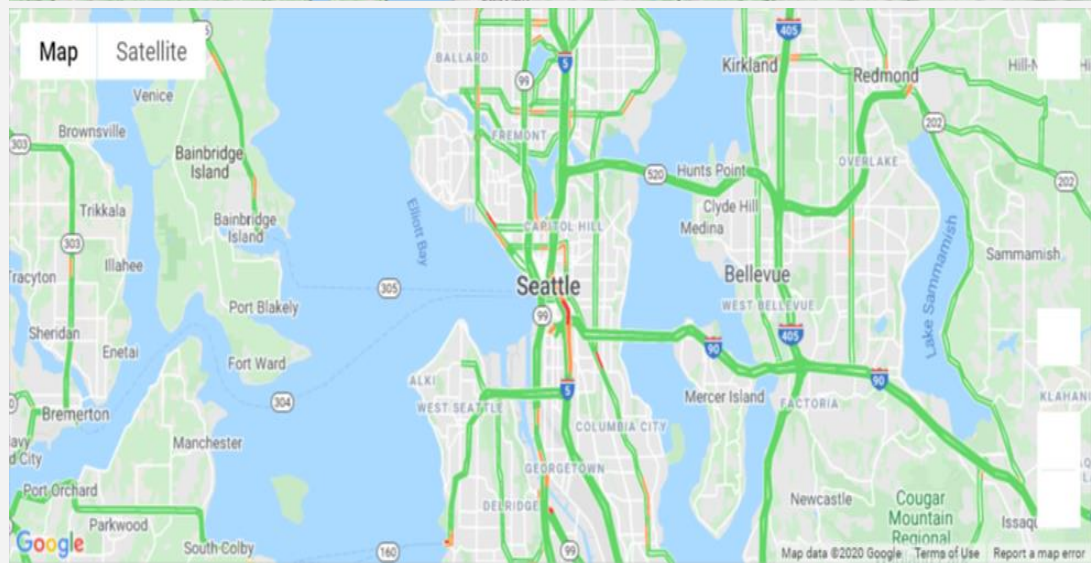 Map
Satellite
BALLARD
405
5
Kirkland
Redmond
Venice
99
303
Brownsville
202
FREMONT
Bainbridge
Island
520
Hunts Point
OVERLAKE
202
Trikkala
Clyde Hill
Bainbridge
Island
Elliott Bay
CAPITOL HILL
Medina
303
Illahee
Sammamish
Tracyton
Seattle
Bellevue
305
Port Blakely
WEST BELLEVUE
Lake Sammamish
99
Sheridan
405
Enetai
Fort Ward
90
90
ALKI
5
Mercer Island
FACTORIA
KLAHANI
304
WEST SEATTLE
Bremerton
COLUMBIA CITY
Manchester
GEORGETOWN
Port Orchard
DELRIDGE
Newcastle
Cougar
Mountain
Regional
Parkwood
Issaq
Google
South Colby
160
99
Map data ©2020 Google
Terms of Use
Report a map error